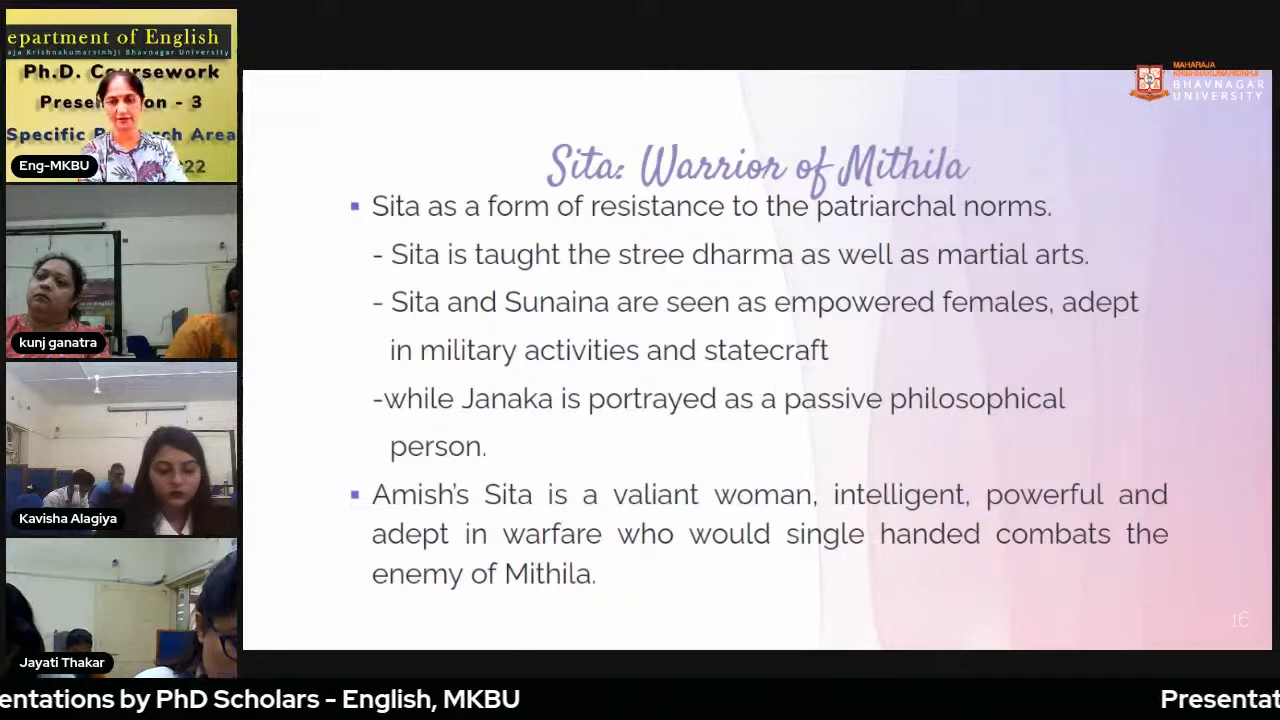 epartment of English
aja Krishnakumarsinhji Bhavnagar University
Ph.D. Coursework
Presen on - 3
Specific R rch Area
22
Eng-MKBU
kunj ganatra
Kavisha Alagiya
Jayati Thakar
MAHARAJA
KRISHNAKUMARSINHJI
BHAVNAGAR
UNIVERSITY
Sita: Warrior of Mithila
▪ Sita as a form of resistance to the patriarchal norms.
- Sita is taught the stree dharma as well as martial arts.
- Sita and Sunaina are seen as empowered females, adept
in military activities and statecraft
-while Janaka is portrayed as a passive philosophical
person.
▪ Amish's Sita is a valiant woman, intelligent, powerful and
adept in warfare who would single handed combats the
enemy of Mithila.
16
entations by PhD Scholars - English, MKBU
Presentat